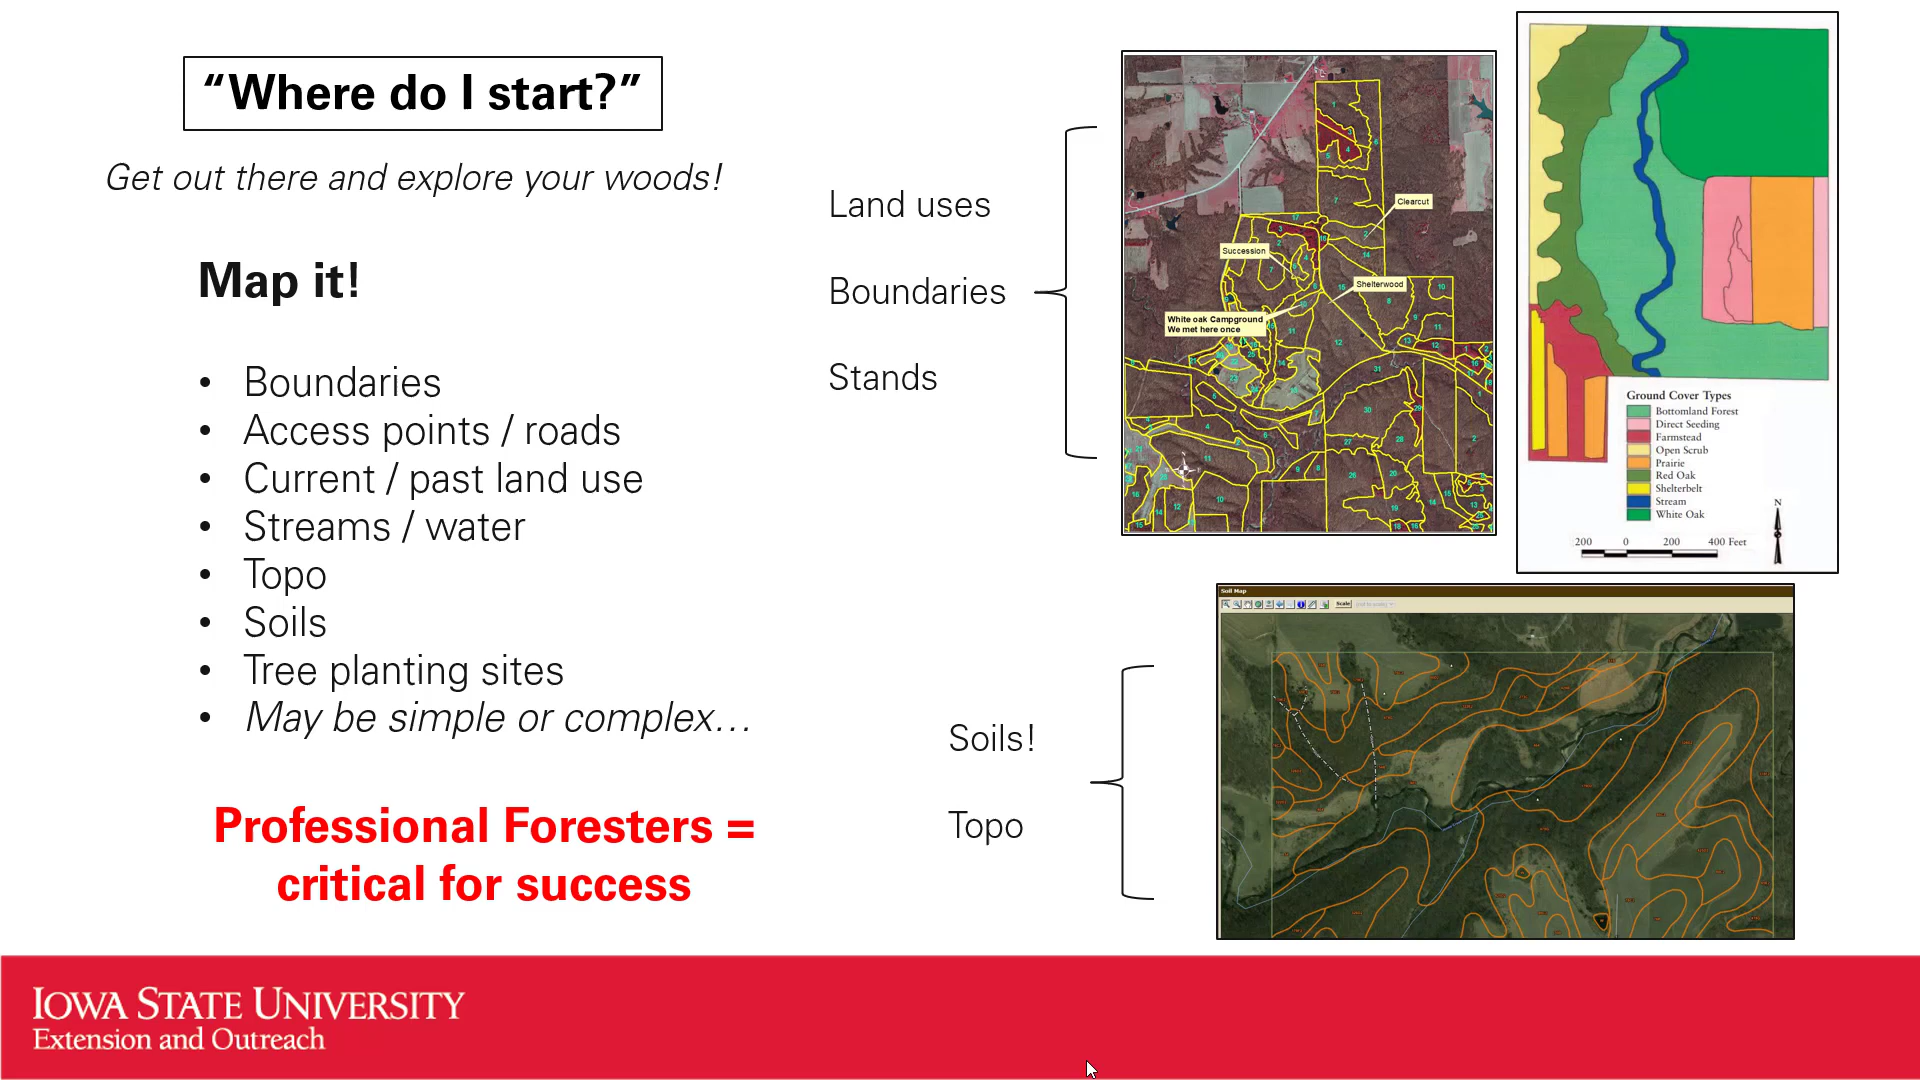 “Where do I start?”
Get out there and explore your woods!
Map it!
• Boundaries
• Access points / roads
• Current / past land use
• Streams / water
• Topo
• Soils
• Tree planting sites
• May be simple or complex…
Professional Foresters =
critical for success
Land uses
Boundaries
Stands
Clearcut
Succession
Shelterwood
White oak Campground
We met here once
Ground Cover Types
Bottomland Forest
Direct Seeding
Farmstead
Open Scrub
Prairie
Red Oak
Shelterbelt
Stream
White Oak
N
200 0 200 400 Feet
Soils!
Topo
Soil Map
Scale
IOWA STATE UNIVERSITY
Extension and Outreach